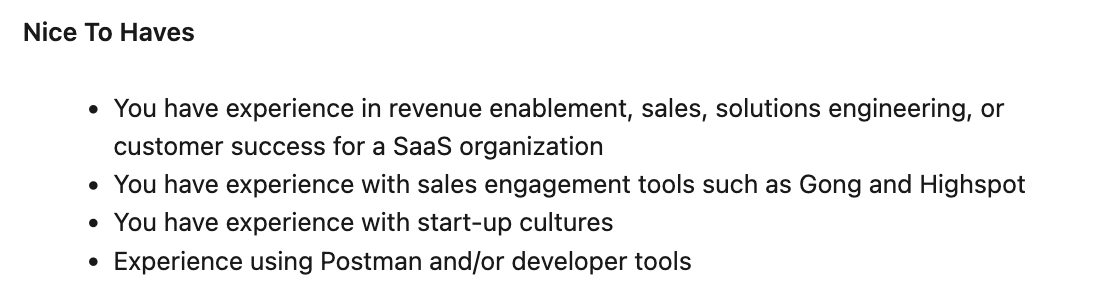 Nice To Haves
• You have experience in revenue enablement, sales, solutions engineering, or
customer success for a SaaS organization
• You have experience with sales engagement tools such as Gong and Highspot
• You have experience with start-up cultures
• Experience using Postman and/or developer tools